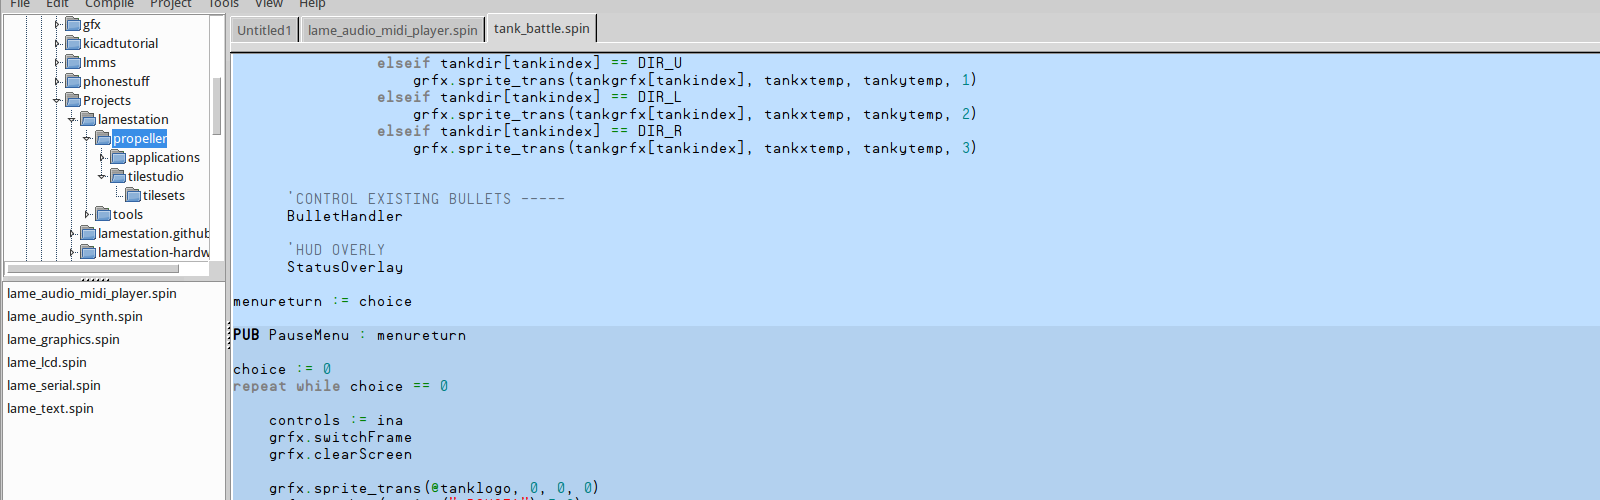 File Edit Compile Project Tools View Help
gfx
kicadtutorial
lmms
phonestuff
Projects
lamestation
propeller
applications
tilestudio
tilesets
tools
lamestation.github
lamestation-hardw
lame_audio_midi_player.spin
lame_audio_synth.spin
lame_graphics.spin
lame_lcd.spin
lame_serial.spin
lame_text.spin
Untitled1 lame_audio_midi_player.spin tank_battle.spin
elseif tankdir[tankindex] == DIR_U
grfx.sprite_trans(tankgrfx[tankindex], tankxtemp, tankytemp, 1)
elseif tankdir[tankindex] == DIR_L
grfx.sprite_trans(tankgrfx[tankindex], tankxtemp, tankytemp, 2)
elseif tankdir[tankindex] == DIR_R
grfx.sprite_trans(tankgrfx[tankindex], tankxtemp, tankytemp, 3)
'CONTROL EXISTING BULLETS -----
BulletHandler
'HUD OVERLY
StatusOverlay
menureturn := choice
PUB PauseMenu : menureturn
choice := 0
repeat while choice == 0
controls := ina
grfx.switchFrame
grfx.clearScreen
grfx.sprite_trans(@tanklogo, 0, 0, 0)